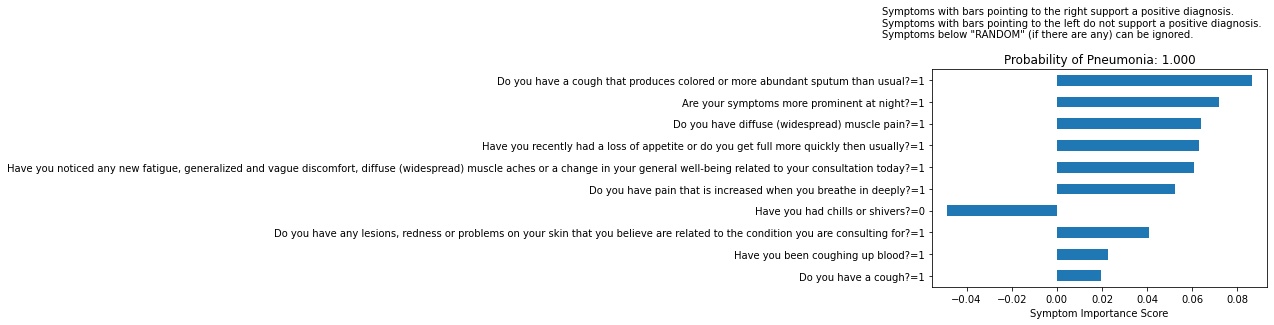 Symptoms with bars pointing to the right support a positive diagnosis.
Symptoms with bars pointing to the left do not support a positive diagnosis.
Symptoms below "RANDOM" (if there are any) can be ignored.
Probability of Pneumonia: 1.000
Do you have a cough that produces colored or more abundant sputum than usual?=1
Are your symptoms more prominent at night?=1
Do you have diffuse (widespread) muscle pain?=1
Have you recently had a loss of appetite or do you get full more quickly then usually?=1
Have you noticed any new fatigue, generalized and vague discomfort, diffuse (widespread) muscle aches or a change in your general well-being related to your consultation today?=1
Do you have pain that is increased when you breathe in deeply?=1
Have you had chills or shivers?=0
Do you have any lesions, redness or problems on your skin that you believe are related to the condition you are consulting for?=1
Have you been coughing up blood?=1
Do you have a cough?=1
−0.04 −0.02 0.00 0.02 0.04 0.06 0.08
Symptom Importance Score